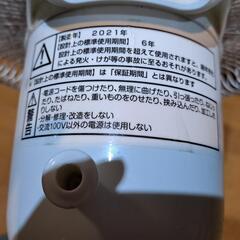 【製造年】２０２１年
【設計上の標準使用期間】 ６年
設計上の標準使用期間を超えて使用されますと、経年劣
による発火・けが等の事故に至るおそれがあります。
【設計上の標準使用期間】は「保証期間」とは異なります
警告
電源コードを傷つけたり、無理に曲げたり、引っ張ったり、
たり、たばねたり、重いものをのせたり、挟み込んだり、加工し
しない
・分解・修理・改造をしない
・交流100V以外の電源は使用しない